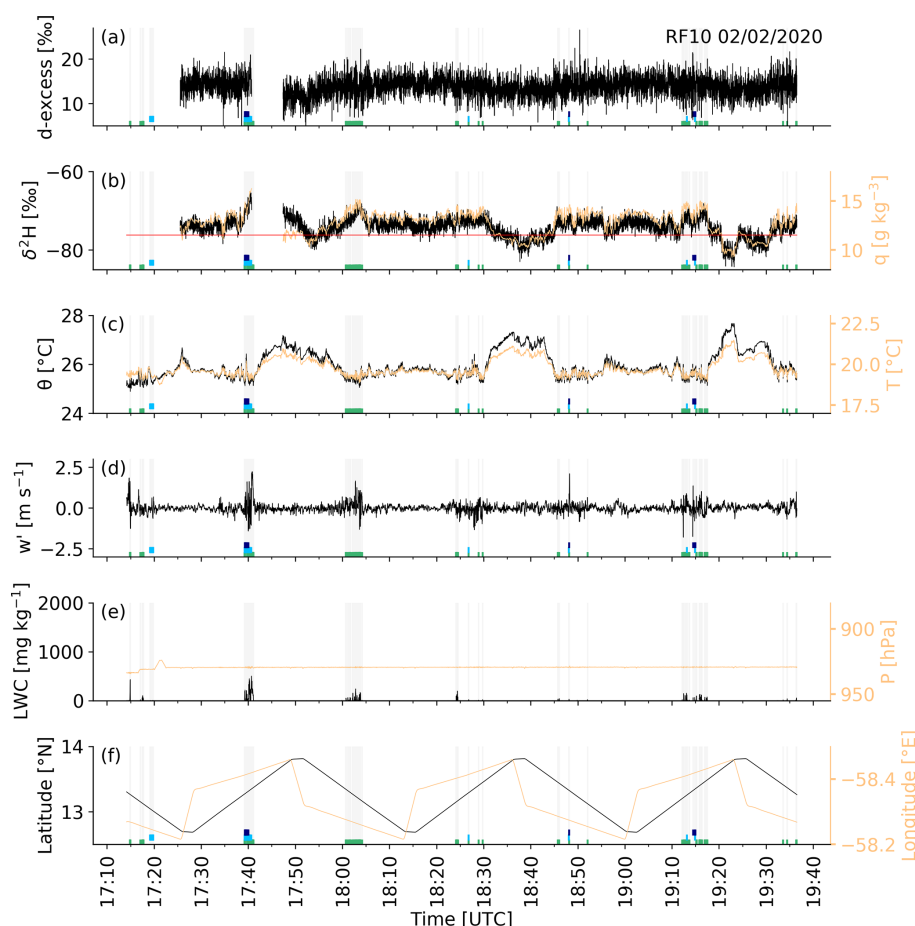 (a)
RF10 02/02/2020
d-excess [‰]
20
10
(b)
δ²H [‰]
−60
−80
q [g kg⁻³]
15
10
(c)
θ [°C]
28
26
24
T [°C]
22.5
20.0
17.5
(d)
w' [m s⁻¹]
2.5
0.0
−2.5
(e)
LWC [mg kg⁻¹]
2000
1000
0
P [hPa]
900
950
(f)
Latitude [°N]
14
13
Longitude [°E]
−58.4
−58.2
17:10
17:20
17:30
17:40
17:50
18:00
18:10
18:20
18:30
18:40
18:50
19:00
19:10
19:20
19:30
19:40
Time [UTC]